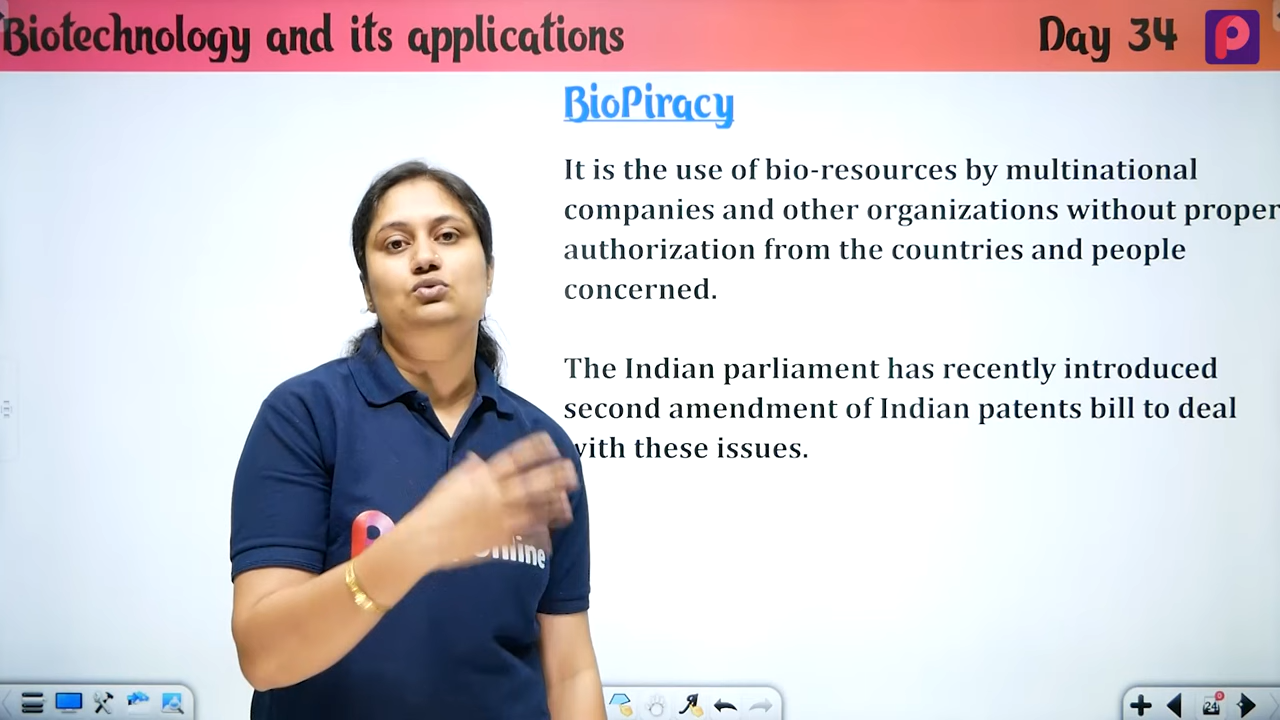 Biotechnology and its applications
Day 34
BioPiracy
It is the use of bio-resources by multinational
companies and other organizations without proper
authorization from the countries and people
concerned.
The Indian parliament has recently introduced
second amendment of Indian patents bill to deal
with these issues.
24